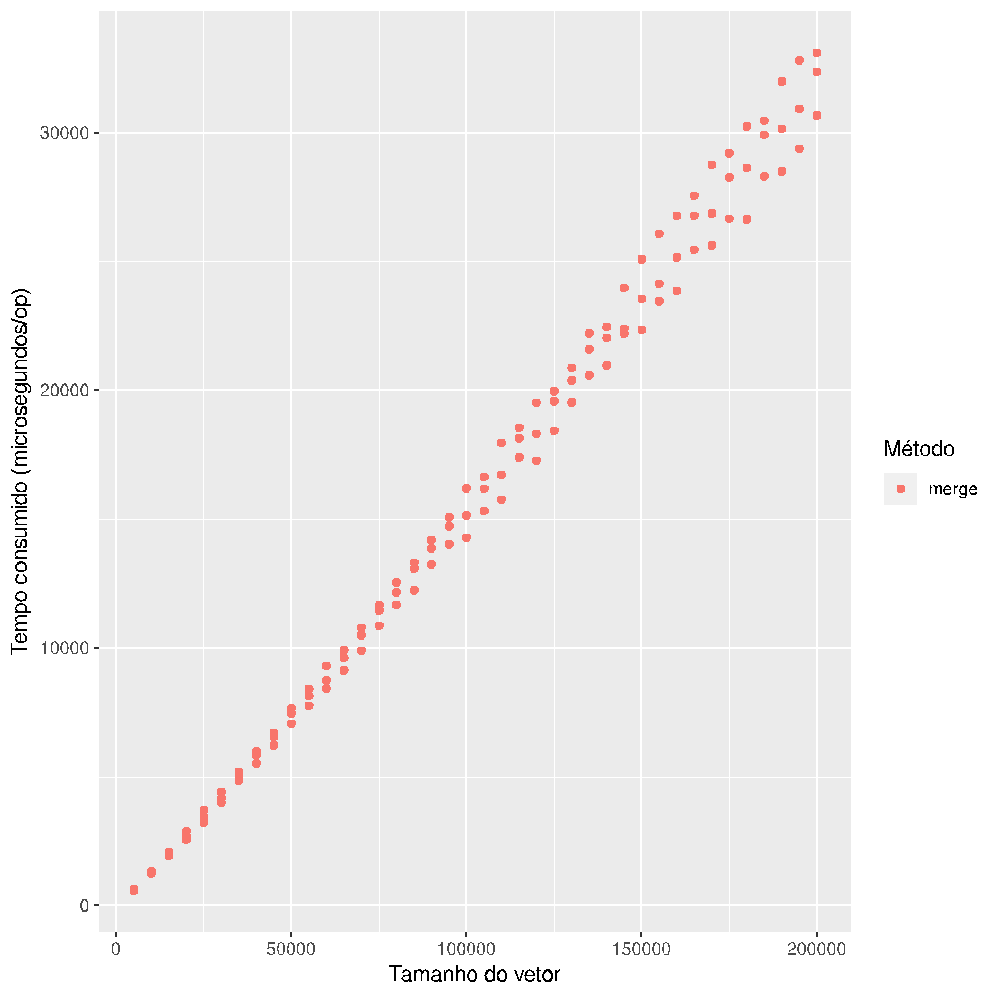 30000
20000
10000
0
0 50000 100000 150000 200000
Tamanho do vetor
Tempo consumido (microsegundos/op)
Método
merge